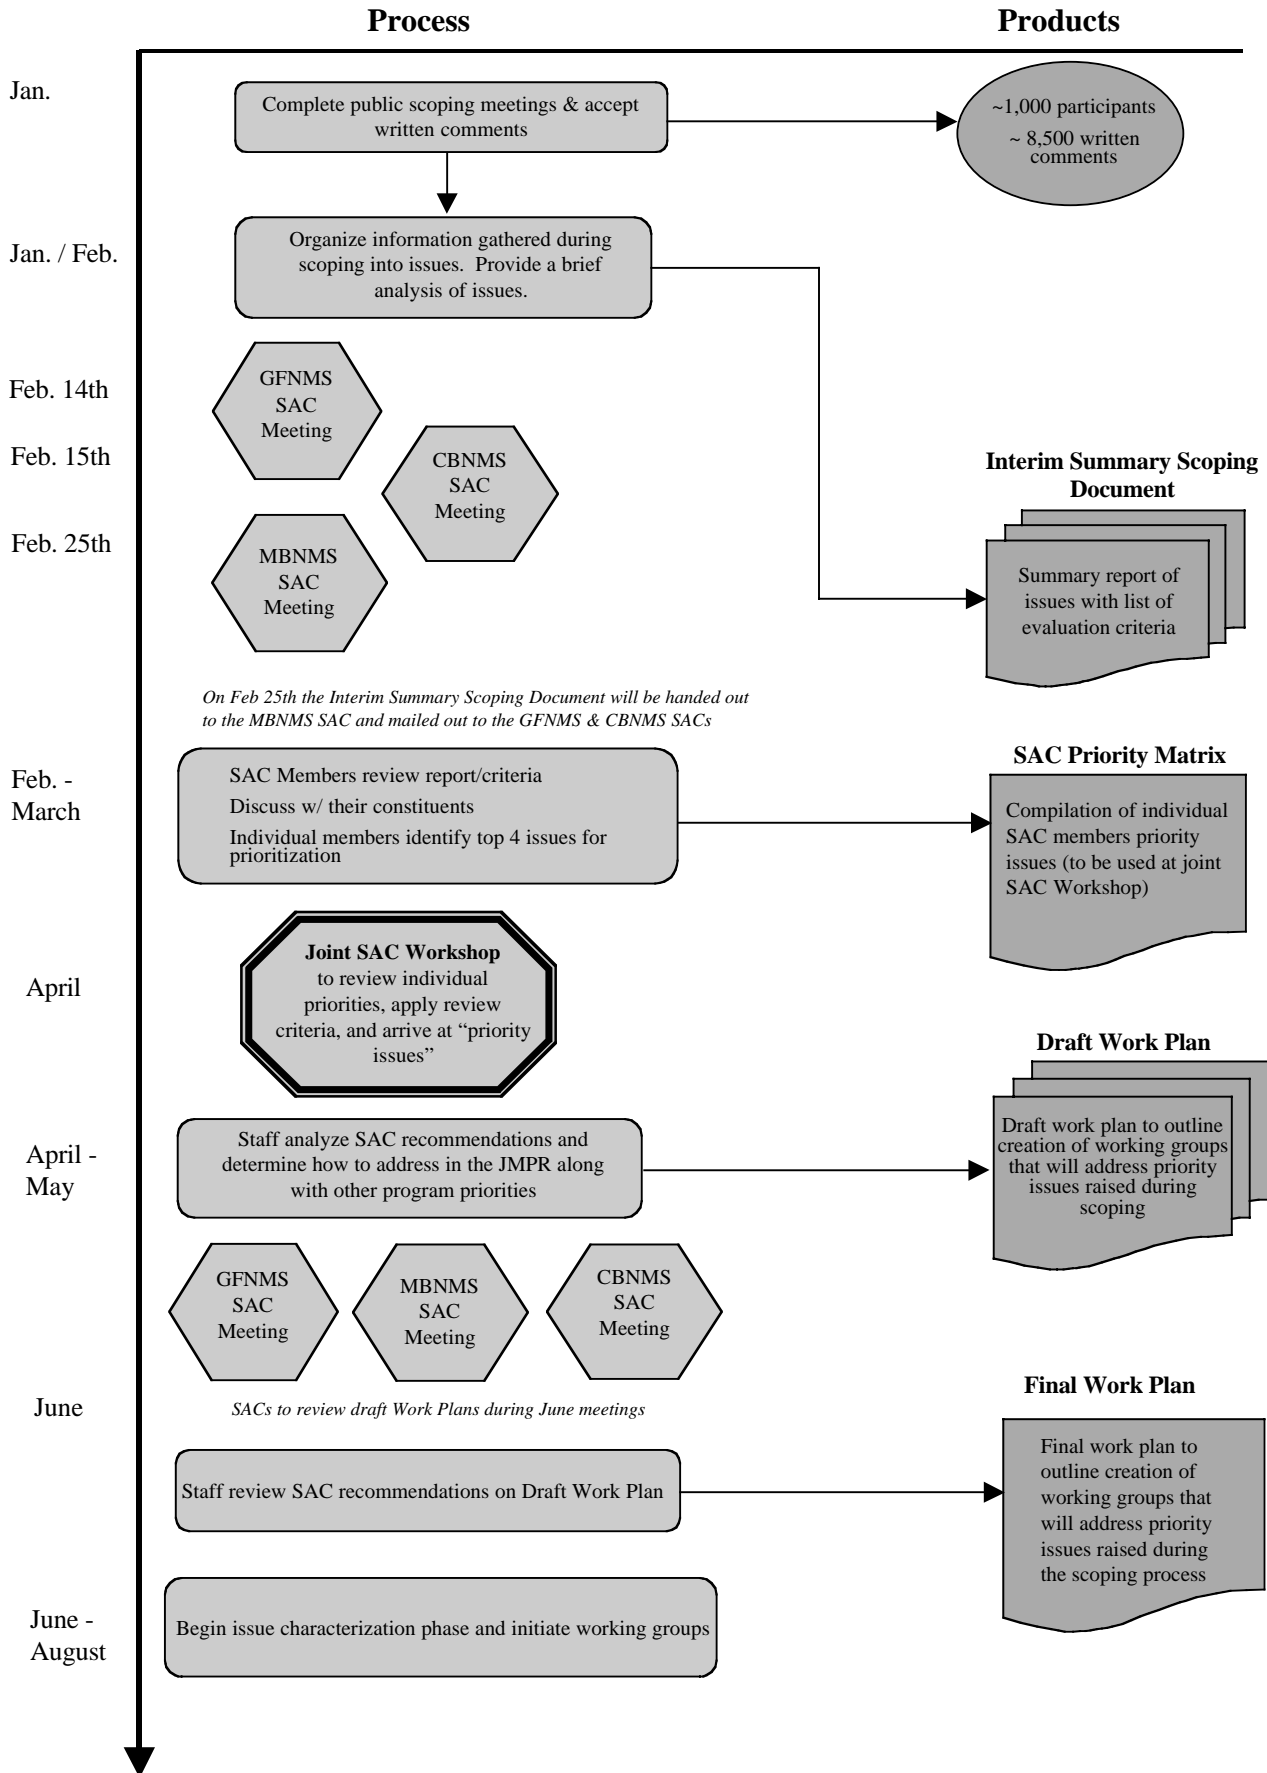 Process
Products
Jan.
Complete public scoping meetings & accept
written comments
~1,000 participants
~ 8,500 written
comments
Jan. / Feb.
Organize information gathered during
scoping into issues.  Provide a brief
analysis of issues.
Feb. 14th
GFNMS
SAC
Meeting
Feb. 15th
CBNMS
SAC
Meeting
Feb. 25th
MBNMS
SAC
Meeting
Interim Summary Scoping
Document
Summary report of
issues with list of
evaluation criteria
On Feb 25th the Interim Summary Scoping Document will be handed out
to the MBNMS SAC and mailed out to the GFNMS & CBNMS SACs
Feb. -
March
SAC Members review report/criteria
Discuss w/ their constituents
Individual members identify top 4 issues for
prioritization
SAC Priority Matrix
Compilation of individual
SAC members priority
issues (to be used at joint
SAC Workshop)
April
Joint SAC Workshop
to review individual
priorities, apply review
criteria, and arrive at “priority
issues”
April -
May
Staff analyze SAC recommendations and
determine how to address in the JMPR along
with other program priorities
Draft Work Plan
Draft work plan to outline
creation of working groups
that will address priority
issues raised during
scoping
GFNMS
SAC
Meeting
MBNMS
SAC
Meeting
CBNMS
SAC
Meeting
June
SACs to review draft Work Plans during June meetings
Staff review SAC recommendations on Draft Work Plan
Final Work Plan
Final work plan to
outline creation of
working groups that
will address priority
issues raised during
the scoping process
June -
August
Begin issue characterization phase and initiate working groups